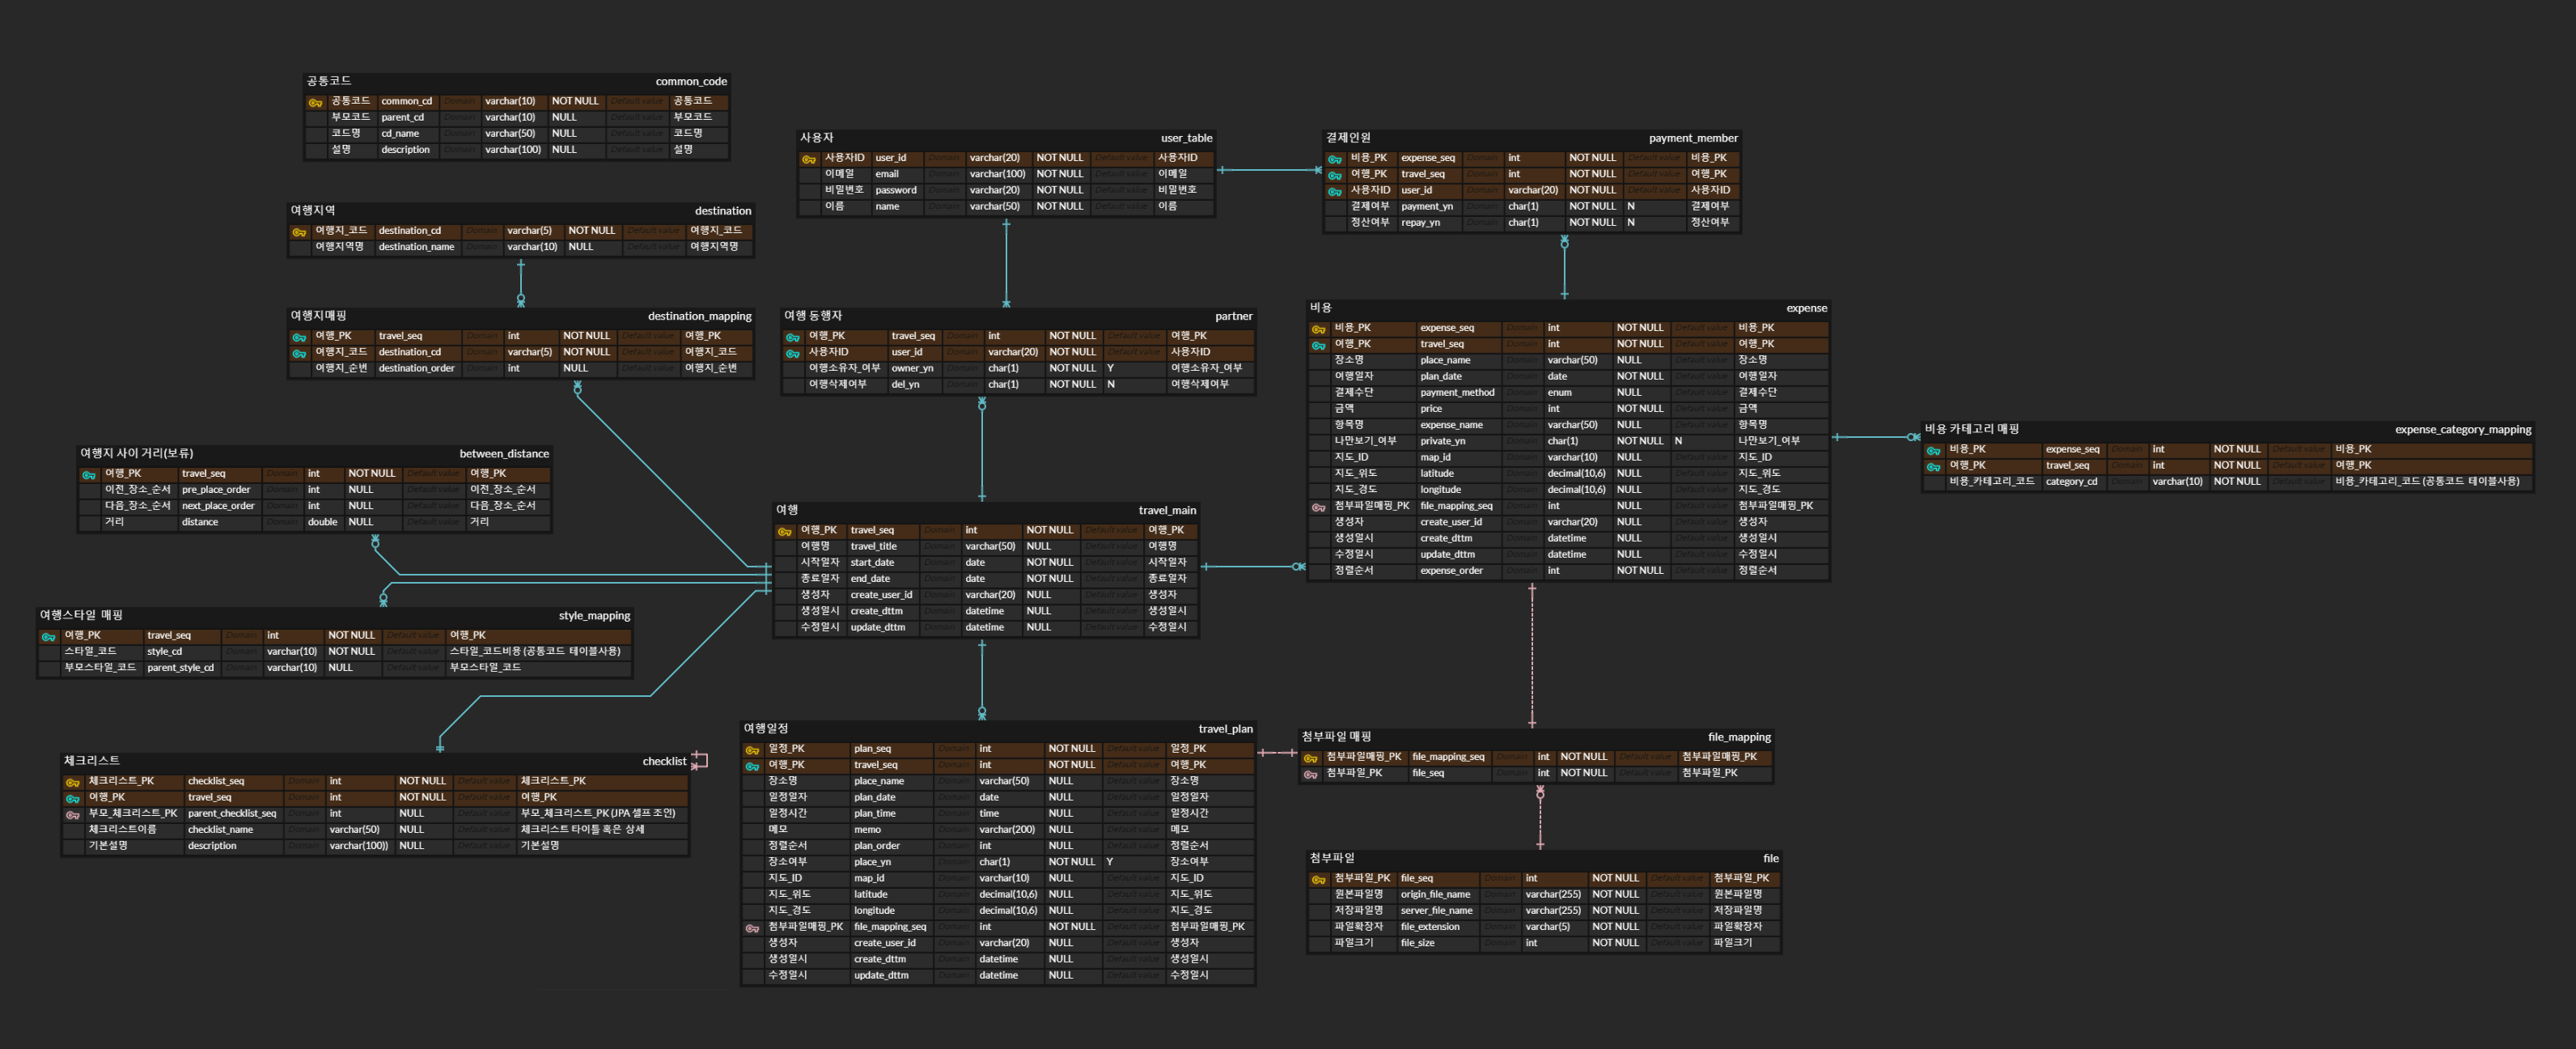 공통코드 common_code
공통코드 common_cd Domain varchar(10) NOT NULL Default value 공통코드
부모코드 parent_cd Domain varchar(10) NULL Default value 부모코드
코드명 cd_name Domain varchar(50) NULL Default value 코드명
설명 description Domain varchar(100) NULL Default value 설명
사용자 user_table
사용자ID user_id Domain varchar(20) NOT NULL Default value 사용자ID
이메일 email Domain varchar(100) NOT NULL Default value 이메일
비밀번호 password Domain varchar(20) NOT NULL Default value 비밀번호
이름 name Domain varchar(50) NOT NULL Default value 이름
결제인원 payment_member
비용_PK expense_seq Domain int NOT NULL Default value 비용_PK
여행_PK travel_seq Domain int NOT NULL Default value 여행_PK
사용자ID user_id Domain varchar(20) NOT NULL Default value 사용자ID
결제여부 payment_yn Domain char(1) NOT NULL N 결제여부
정산여부 repay_yn Domain char(1) NOT NULL N 정산여부
여행지역 destination
여행지_코드 destination_cd Domain varchar(5) NOT NULL Default value 여행지_코드
여행지역명 destination_name Domain varchar(10) NULL Default value 여행지역명
여행지매핑 destination_mapping
여행_PK travel_seq Domain int NOT NULL Default value 여행_PK
여행지_코드 destination_cd Domain varchar(5) NOT NULL Default value 여행지_코드
여행지_순번 destination_order Domain int NULL Default value 여행지_순번
여행 동행자 partner
여행_PK travel_seq Domain int NOT NULL Default value 여행_PK
사용자ID user_id Domain varchar(20) NOT NULL Default value 사용자ID
여행소유자_여부 owner_yn Domain char(1) NOT NULL Y 여행소유자_여부
여행삭제여부 del_yn Domain char(1) NOT NULL N 여행삭제여부
비용 expense
비용_PK expense_seq Domain int NOT NULL Default value 비용_PK
여행_PK travel_seq Domain int NOT NULL Default value 여행_PK
장소명 place_name Domain varchar(50) NULL Default value 장소명
여행일자 plan_date Domain date NOT NULL Default value 여행일자
결제수단 payment_method Domain enum NULL Default value 결제수단
금액 price Domain int NOT NULL Default value 금액
항목명 expense_name Domain varchar(50) NULL Default value 항목명
나만보기_여부 private_yn Domain char(1) NOT NULL N 나만보기_여부
지도_ID map_id Domain varchar(10) NULL Default value 지도_ID
지도_위도 latitude Domain decimal(10,6) NULL Default value 지도_위도
지도_경도 longitude Domain decimal(10,6) NULL Default value 지도_경도
첨부파일매핑_PK file_mapping_seq Domain int NULL Default value 첨부파일매핑_PK
생성자 create_user_id Domain varchar(20) NULL Default value 생성자
생성일시 create_dttm Domain datetime NULL Default value 생성일시
수정일시 update_dttm Domain datetime NULL Default value 수정일시
정렬순서 expense_order Domain int NOT NULL Default value 정렬순서
비용 카테고리 매핑 expense_category_mapping
비용_PK expense_seq Domain int NOT NULL Default value 비용_PK
여행_PK travel_seq Domain int NOT NULL Default value 여행_PK
비용_카테고리_코드 category_cd Domain varchar(10) NOT NULL Default value 비용_카테고리_코드 (공통코드 테이블사용)
여행지 사이 거리(보류) between_distance
여행_PK travel_seq Domain int NOT NULL Default value 여행_PK
이전_장소_순서 pre_place_order Domain int NULL Default value 이전_장소_순서
다음_장소_순서 next_place_order Domain int NULL Default value 다음_장소_순서
거리 distance Domain double NULL Default value 거리
여행 travel_main
여행_PK travel_seq Domain int NOT NULL Default value 여행_PK
여행명 travel_title Domain varchar(50) NULL Default value 여행명
시작일자 start_date Domain date NOT NULL Default value 시작일자
종료일자 end_date Domain date NOT NULL Default value 종료일자
생성자 create_user_id Domain varchar(20) NULL Default value 생성자
생성일시 create_dttm Domain datetime NULL Default value 생성일시
수정일시 update_dttm Domain datetime NULL Default value 수정일시
여행스타일 매핑 style_mapping
여행_PK travel_seq Domain int NOT NULL Default value 여행_PK
스타일_코드 style_cd Domain varchar(10) NOT NULL Default value 스타일_코드비용 (공통코드 테이블사용)
부모스타일_코드 parent_style_cd Domain varchar(10) NULL Default value 부모스타일_코드
체크리스트 checklist
체크리스트_PK checklist_seq Domain int NOT NULL Default value 체크리스트_PK
여행_PK travel_seq Domain int NOT NULL Default value 여행_PK
부모_체크리스트_PK parent_checklist_seq Domain int NULL Default value 부모_체크리스트_PK (JPA 셀프 조인)
체크리스트이름 checklist_name Domain varchar(50) NULL Default value 체크리스트 타이틀 혹은 상세
기본설명 description Domain varchar(100)) NULL Default value 기본설명
여행일정 travel_plan
일정_PK plan_seq Domain int NOT NULL Default value 일정_PK
여행_PK travel_seq Domain int NOT NULL Default value 여행_PK
장소명 place_name Domain varchar(50) NULL Default value 장소명
일정일자 plan_date Domain date NULL Default value 일정일자
일정시간 plan_time Domain time NULL Default value 일정시간
메모 memo Domain varchar(200) NULL Default value 메모
정렬순서 plan_order Domain int NULL Default value 정렬순서
장소여부 place_yn Domain char(1) NOT NULL Y 장소여부
지도_ID map_id Domain varchar(10) NULL Default value 지도_ID
지도_위도 latitude Domain decimal(10,6) NULL Default value 지도_위도
지도_경도 longitude Domain decimal(10,6) NULL Default value 지도_경도
첨부파일매핑_PK file_mapping_seq Domain int NOT NULL Default value 첨부파일매핑_PK
생성자 create_user_id Domain varchar(20) NULL Default value 생성자
생성일시 create_dttm Domain datetime NULL Default value 생성일시
수정일시 update_dttm Domain datetime NULL Default value 수정일시
첨부파일 매핑 file_mapping
첨부파일매핑_PK file_mapping_seq Domain int NOT NULL Default value 첨부파일매핑_PK
첨부파일_PK file_seq Domain int NOT NULL Default value 첨부파일_PK
첨부파일 file
첨부파일_PK file_seq Domain int NOT NULL Default value 첨부파일_PK
원본파일명 origin_file_name Domain varchar(255) NOT NULL Default value 원본파일명
저장파일명 server_file_name Domain varchar(255) NOT NULL Default value 저장파일명
파일확장자 file_extension Domain varchar(5) NOT NULL Default value 파일확장자
파일크기 file_size Domain int NOT NULL Default value 파일크기